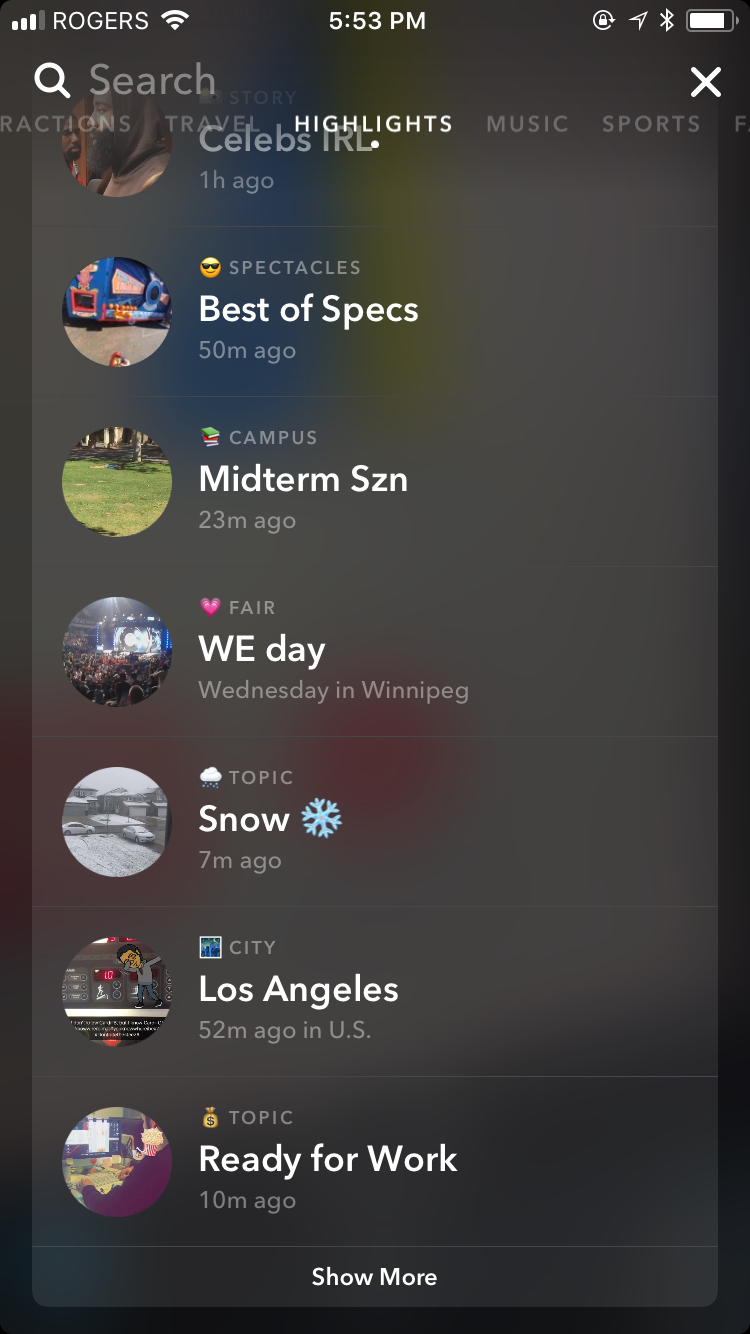 ROGERS 5:53 PM
Search
STORY
RACTIONS TRAVEL HIGHLIGHTS MUSIC SPORTS F
Celebs IRL
1h ago
😎 SPECTACLES
Best of Specs
50m ago
📚 CAMPUS
Midterm Szn
23m ago
💗 FAIR
WE day
Wednesday in Winnipeg
🌨 TOPIC
Snow ❄️
7m ago
🌃 CITY
Los Angeles
52m ago in U.S.
💰 TOPIC
Ready for Work
10m ago
Show More